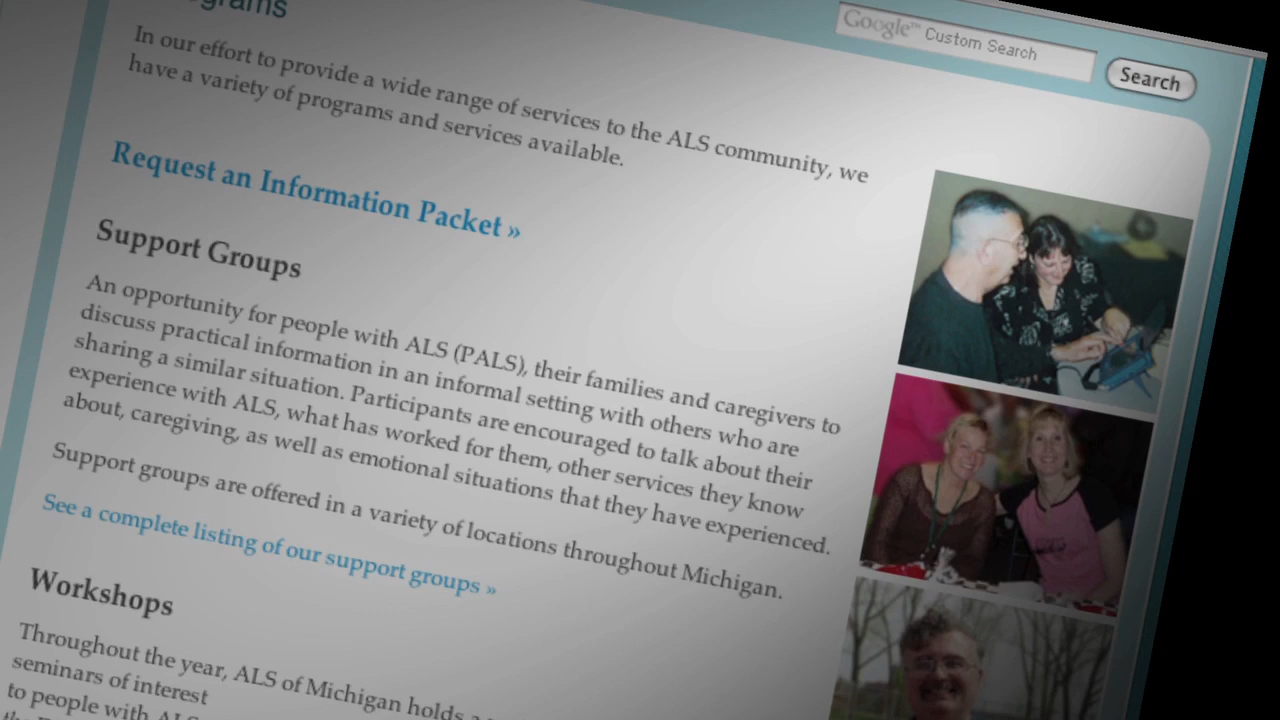 Google™ Custom Search
Search
In our effort to provide a wide range of services to the ALS community, we
have a variety of programs and services available.
Request an Information Packet »
Support Groups
An opportunity for people with ALS (PALS), their families and caregivers to
discuss practical information in an informal setting with others who are
sharing a similar situation. Participants are encouraged to talk about their
experience with ALS, what has worked for them, other services they know
about, caregiving, as well as emotional situations that they have experienced.
Support groups are offered in a variety of locations throughout Michigan.
See a complete listing of our support groups »
Workshops
Throughout the year, ALS of Michigan holds a
seminars of interest
to people with ALS